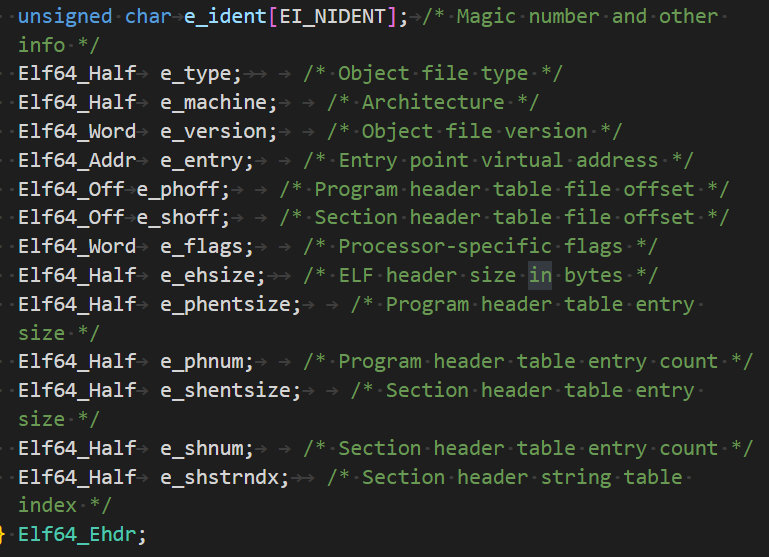 unsigned char e_ident[EI_NIDENT]; /* Magic number and other
info */
Elf64_Half e_type; /* Object file type */
Elf64_Half e_machine; /* Architecture */
Elf64_Word e_version; /* Object file version */
Elf64_Addr e_entry; /* Entry point virtual address */
Elf64_Off e_phoff; /* Program header table file offset */
Elf64_Off e_shoff; /* Section header table file offset */
Elf64_Word e_flags; /* Processor-specific flags */
Elf64_Half e_ehsize; /* ELF header size in bytes */
Elf64_Half e_phentsize; /* Program header table entry
size */
Elf64_Half e_phnum; /* Program header table entry count */
Elf64_Half e_shentsize; /* Section header table entry
size */
Elf64_Half e_shnum; /* Section header table entry count */
Elf64_Half e_shstrndx; /* Section header string table
index */
} Elf64_Ehdr;